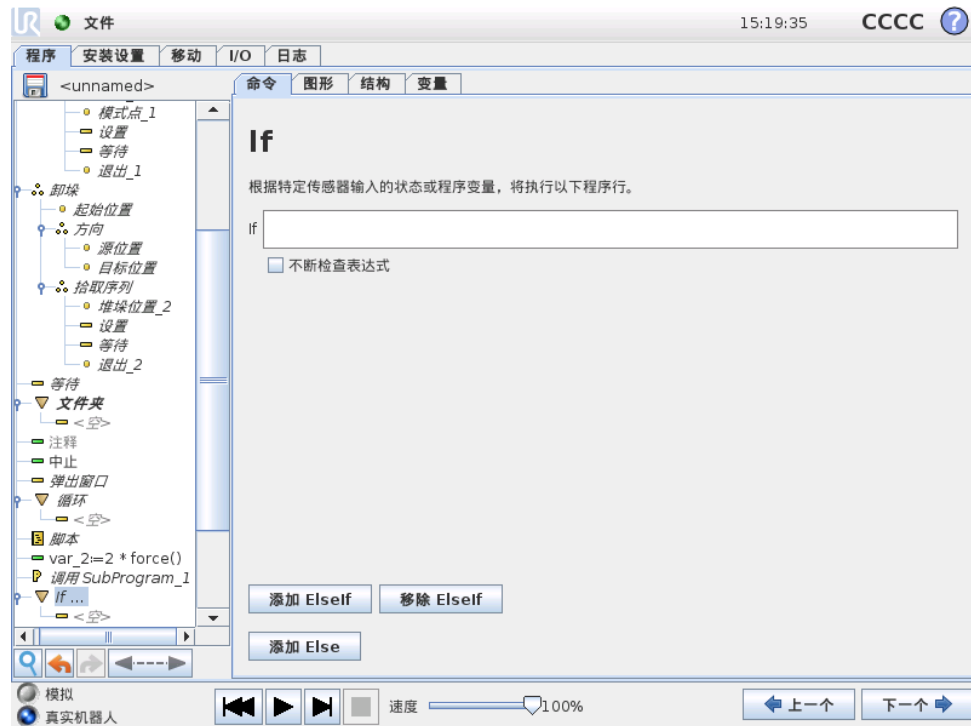 UR 文件 15:19:35 CCCC ?
程序 安装设置 移动 I/O 日志
<unnamed> 命令 图形 结构 变量
模式点_1
设置
等待
退出_1
卸垛
起始位置
方向
源位置
目标位置
拾取序列
堆垛位置_2
设置
等待
退出_2
等待
文件夹
<空>
注释
中止
弹出窗口
循环
<空>
脚本
var_2:=2 * force()
调用 SubProgram_1
If ...
<空>
If
根据特定传感器输入的状态或程序变量，将执行以下程序行。
If
不断检查表达式
添加 ElseIf 移除 ElseIf
添加 Else
模拟
真实机器人
速度 100%
上一个 下一个